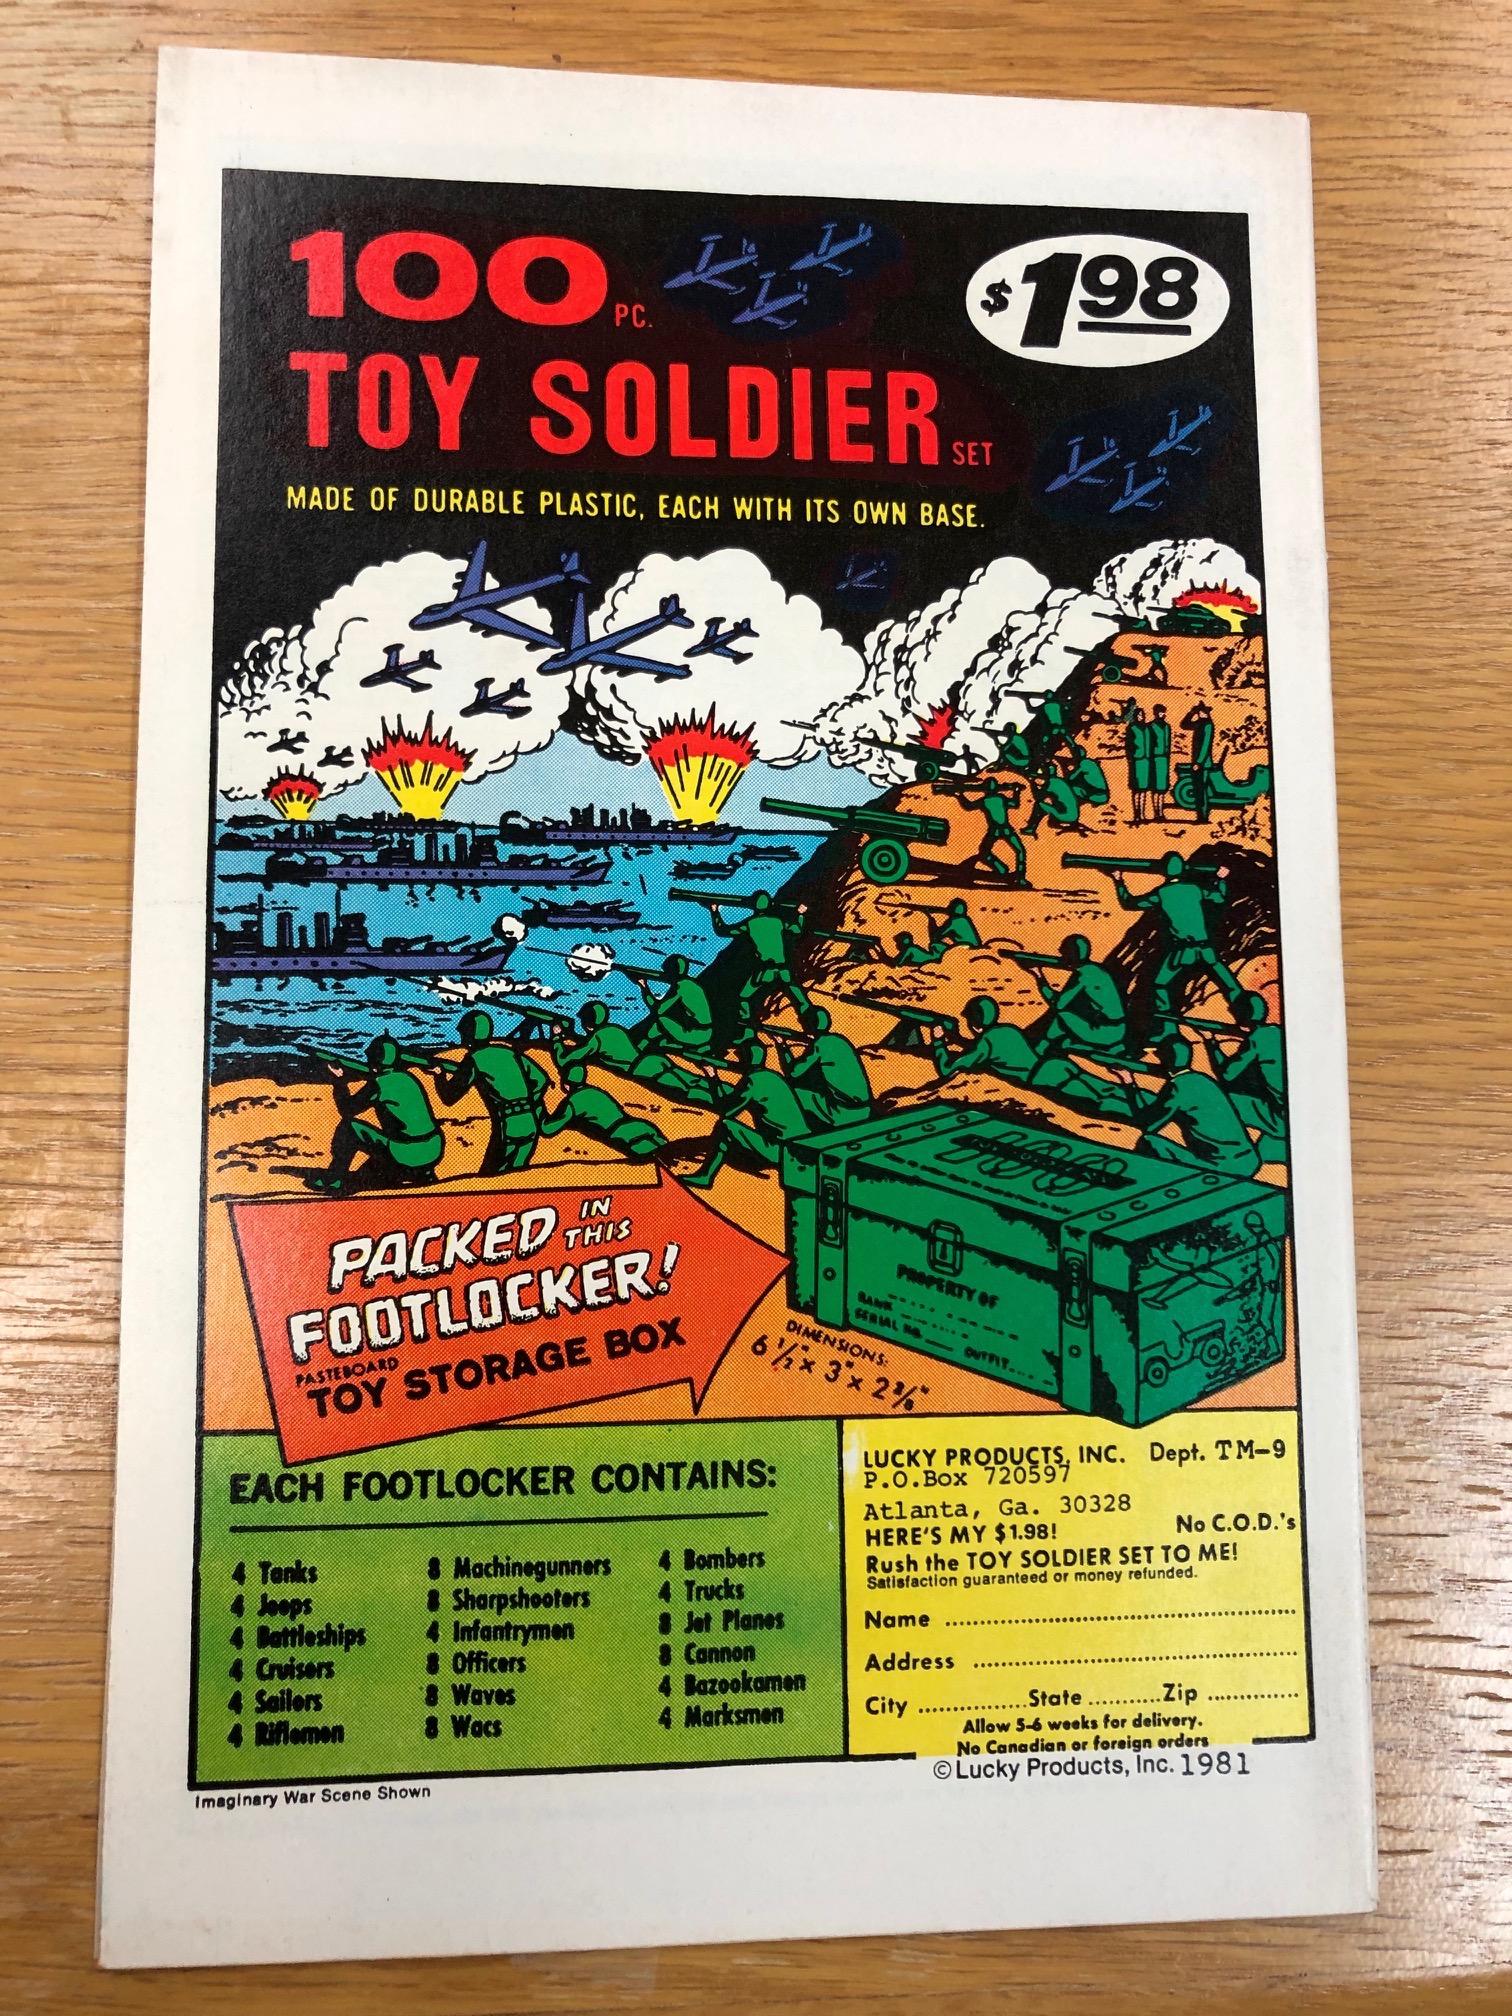 100 PC.
$1.98
TOY SOLDIER SET
MADE OF DURABLE PLASTIC, EACH WITH ITS OWN BASE.
PACKED IN THIS
FOOTLOCKER!
PASTEBOARD
TOY STORAGE BOX
PROPERTY OF
RANK
SERIAL NO.
OUTFIT
DIMENSIONS:
6 1/2" x 3" x 2 3/8"
EACH FOOTLOCKER CONTAINS:
4 Tanks
4 Jeeps
4 Battleships
4 Cruisers
4 Sailors
4 Riflemen
8 Machinegunners
8 Sharpshooters
4 Infantrymen
8 Officers
8 Waves
8 Wacs
4 Bombers
4 Trucks
8 Jet Planes
8 Cannon
4 Bazookamen
4 Marksmen
LUCKY PRODUCTS, INC. Dept. TM-9
P.O.Box 720597
Atlanta, Ga. 30328
HERE'S MY $1.98! No C.O.D.'s
Rush the TOY SOLDIER SET TO ME!
Satisfaction guaranteed or money refunded.
Name
Address
City State Zip
Allow 5-6 weeks for delivery.
No Canadian or foreign orders
© Lucky Products, Inc. 1981
Imaginary War Scene Shown